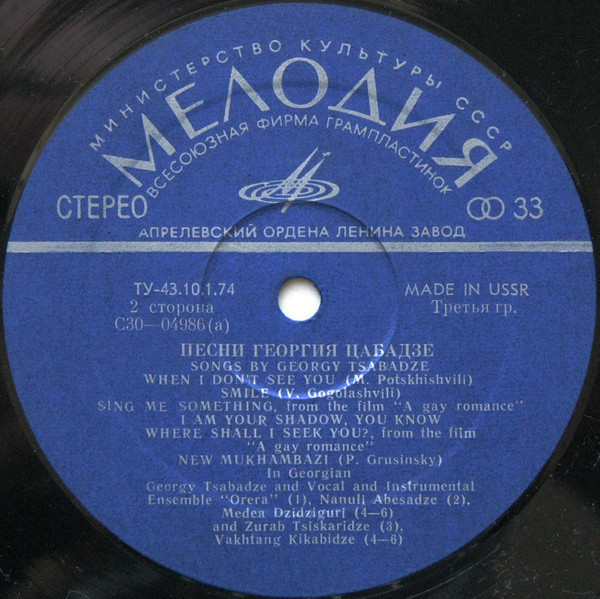 МИНИСТЕРСТВО КУЛЬТУРЫ СССР
МЕЛОДИЯ
ВСЕСОЮЗНАЯ ФИРМА ГРАМПЛАСТИНОК
СТЕРЕО
33
АПРЕЛЕВСКИЙ ОРДЕНА ЛЕНИНА ЗАВОД
ТУ-43.10.1.74
MADE IN USSR
2 сторона
Третья гр.
С30—04986(а)
ПЕСНИ ГЕОРГИЯ ЦАБАДЗЕ
SONGS BY GEORGY TSABADZE
WHEN I DON'T SEE YOU (M. Potskhishvili)
SMILE (V. Gogolashvili)
SING ME SOMETHING, from the film "A gay romance"
I AM YOUR SHADOW, YOU KNOW
WHERE SHALL I SEEK YOU?, from the film
"A gay romance"
NEW MUKHAMBAZI (P. Grusinsky)
In Georgian
Georgy Tsabadze and Vocal and Instrumental
Ensemble "Orera" (1), Nanuli Abesadze (2),
Medea Dzidziguri (4—6)
and Zurab Tsiskaridze (3),
Vakhtang Kikabidze (4—6)